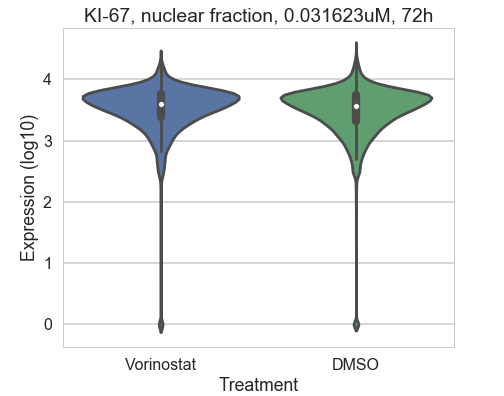 KI-67, nuclear fraction, 0.031623uM, 72h
Expression (log10)
4
3
2
1
0
Vorinostat
DMSO
Treatment